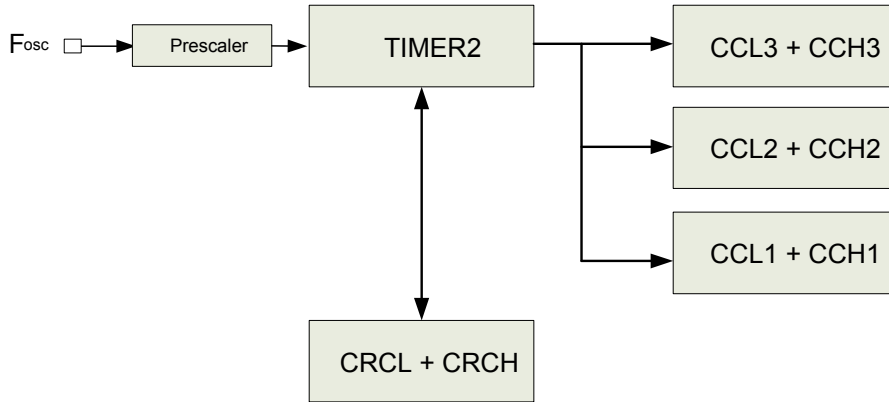 Fosc
Prescaler
TIMER2
CCL3 + CCH3
CCL2 + CCH2
CCL1 + CCH1
CRCL + CRCH